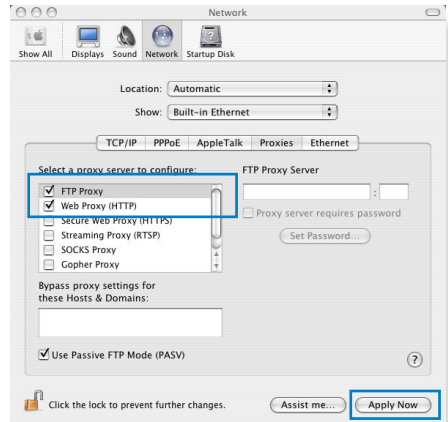 Network
Show All Displays Sound Network Startup Disk
Location: Automatic
Show: Built-in Ethernet
TCP/IP PPPoE AppleTalk Proxies Ethernet
Select a proxy server to configure: FTP Proxy Server
FTP Proxy
:
Web Proxy (HTTP)
Proxy server requires password
Secure Web Proxy (HTTPS)
Streaming Proxy (RTSP)
Set Password...
SOCKS Proxy
Gopher Proxy
Bypass proxy settings for
these Hosts & Domains:
Use Passive FTP Mode (PASV)
?
Click the lock to prevent further changes.
Assist me...
Apply Now